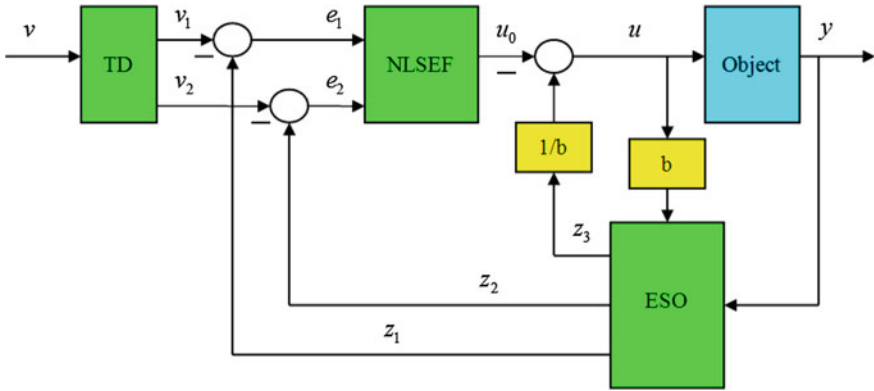 v
TD
v₁
v₂
−
−
e₁
e₂
NLSEF
u₀
−
u
Object
y
1/b
b
z₃
z₂
z₁
ESO